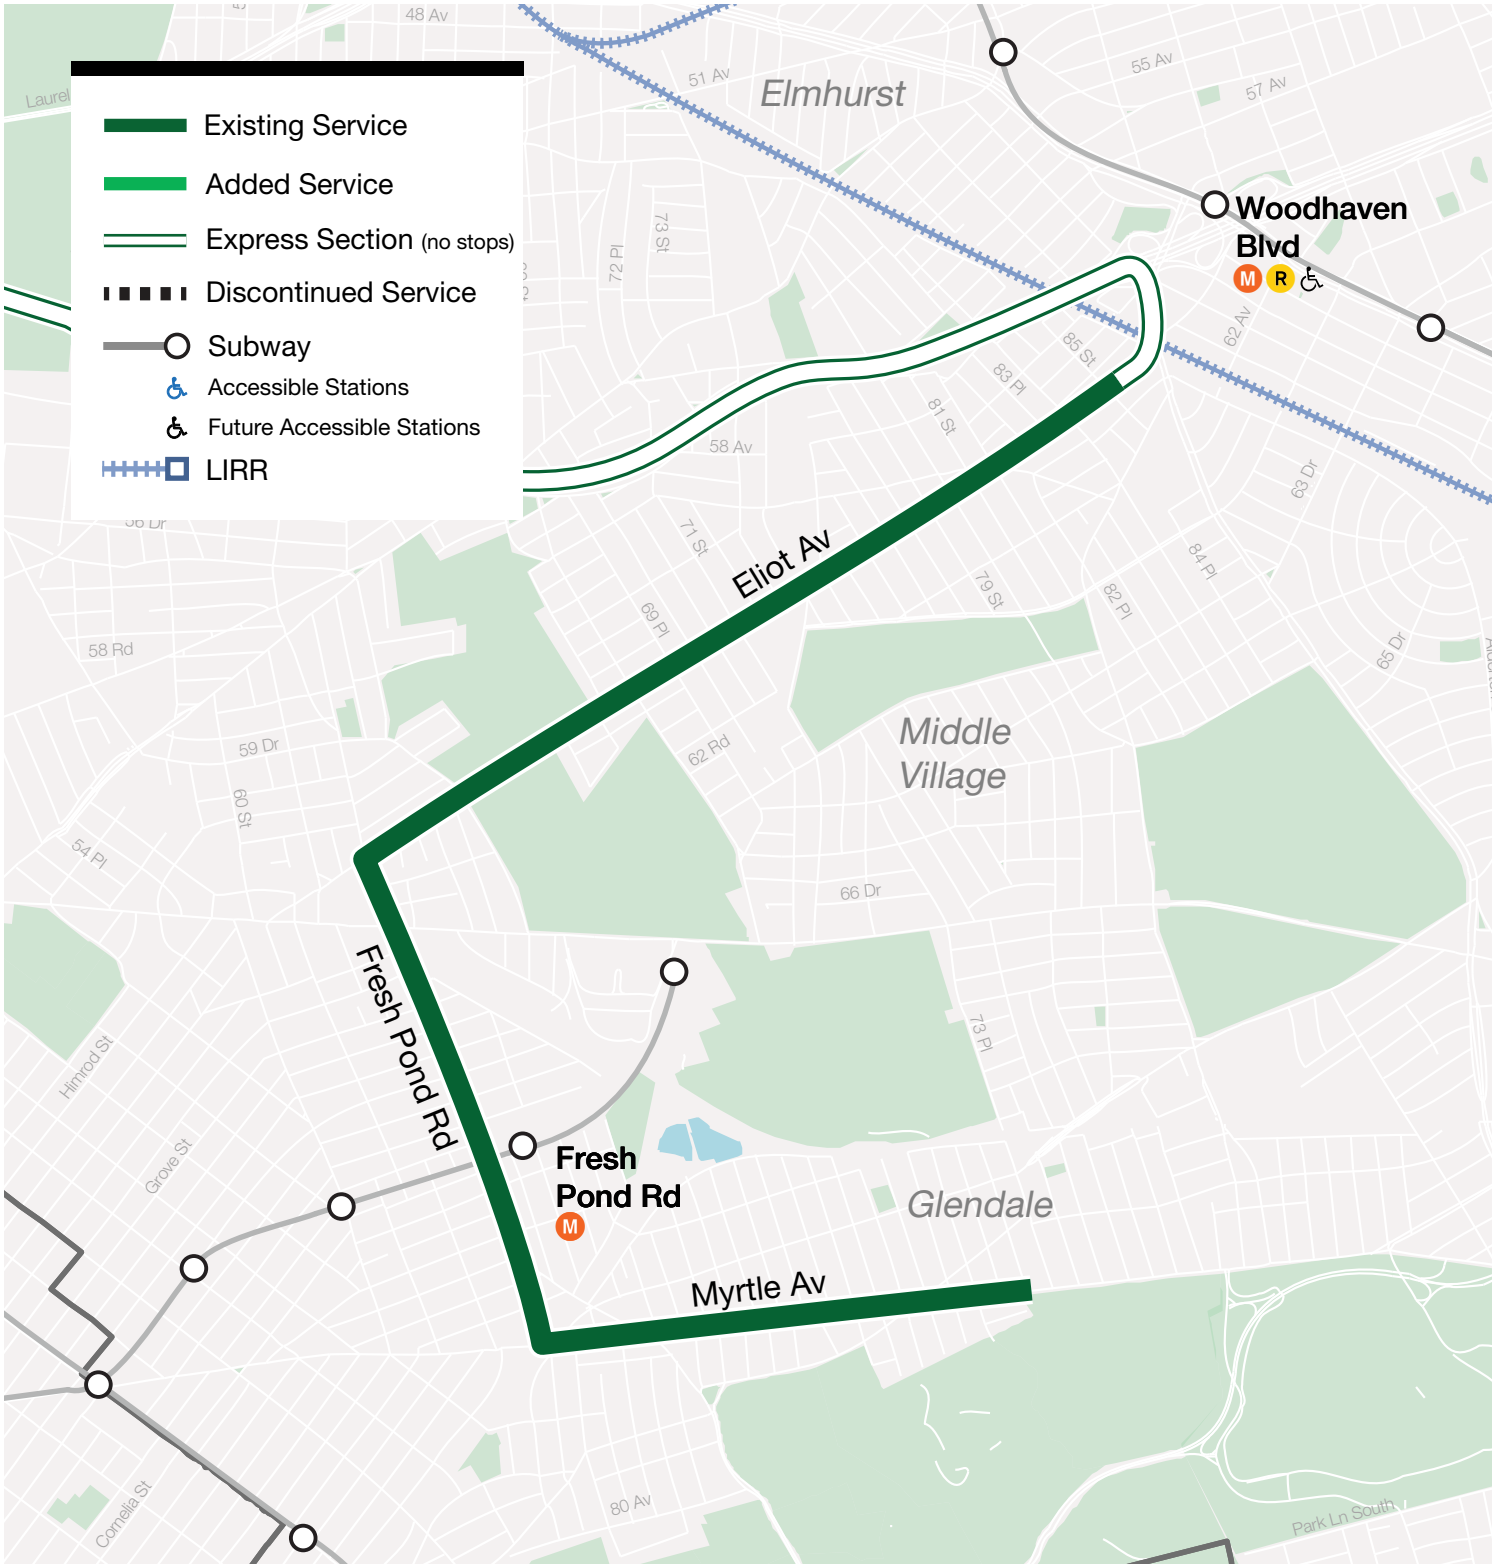 48 Av
51 Av
55 Av
57 Av
Elmhurst
Laurel
Existing Service
Added Service
Express Section (no stops)
Discontinued Service
Subway
Accessible Stations
Future Accessible Stations
LIRR
73 St
72 Pl
Woodhaven
Blvd
M R
62 Av
85 St
83 Pl
81 St
58 Av
63 Dr
56 Dr
71 St
Eliot Av
79 St
84 Pl
82 Pl
69 Pl
58 Rd
65 Dr
Middle
Village
59 Dr
62 Rd
60 St
54 Pl
66 Dr
Fresh Pond Rd
73 Pl
Himrod St
Grove St
Fresh
Pond Rd
M
Glendale
Myrtle Av
Cornelia St
80 Av
Park Ln South